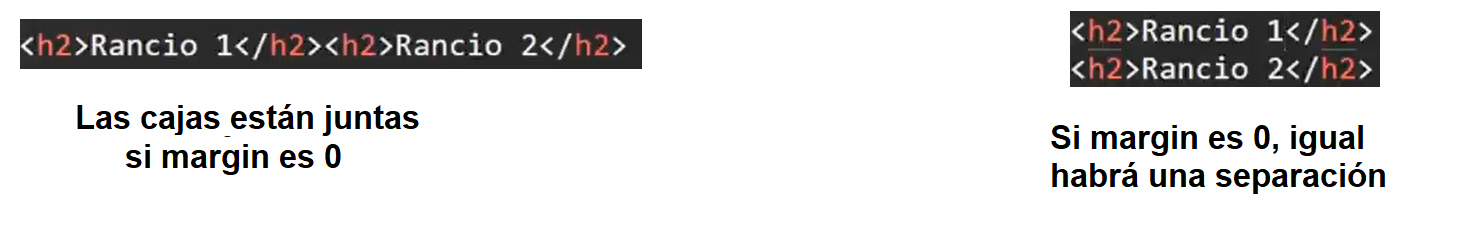 <h2>Rancio 1</h2><h2>Rancio 2</h2>
Las cajas están juntas
si margin es 0
<h2>Rancio 1</h2>
<h2>Rancio 2</h2>
Si margin es 0, igual
habrá una separación